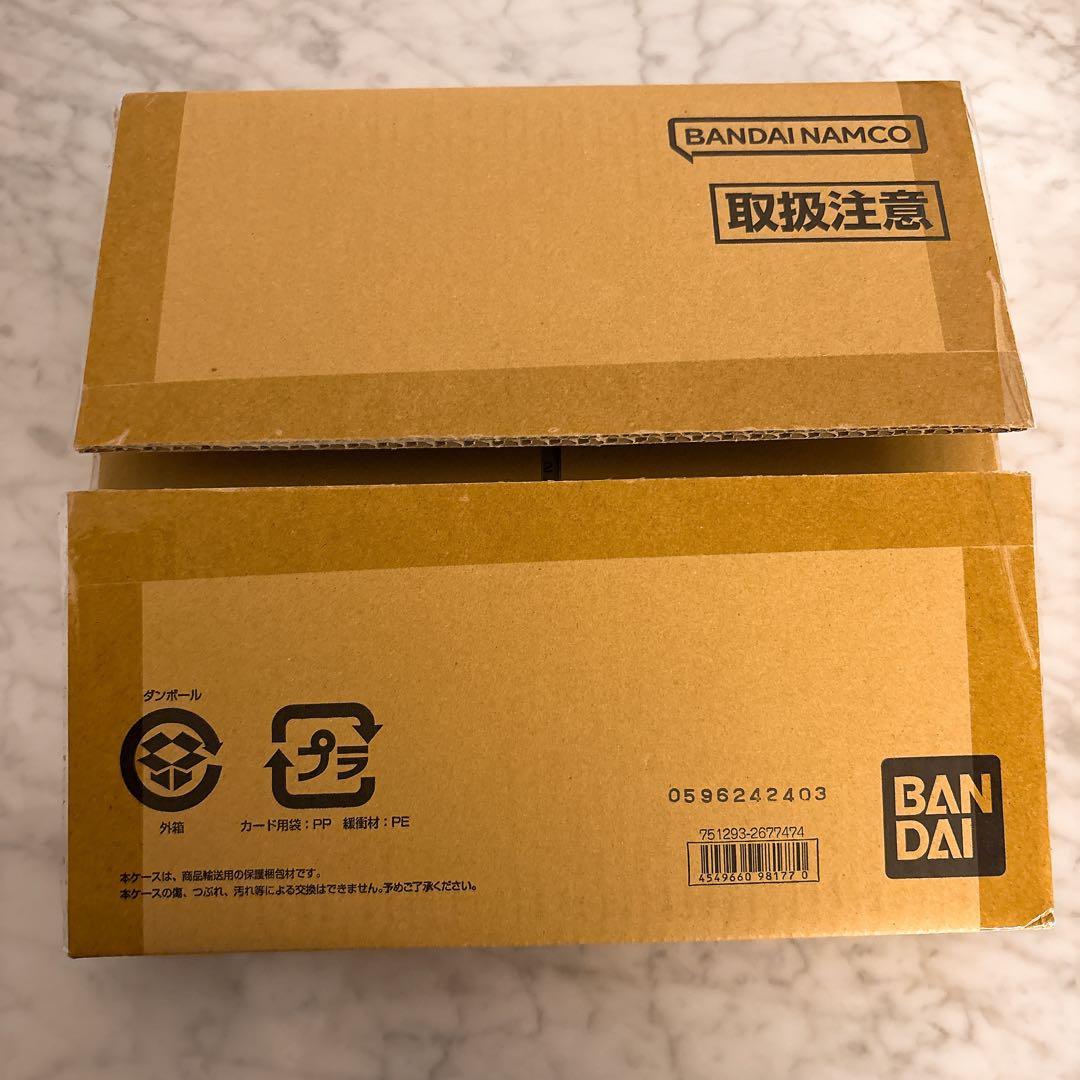 BANDAI NAMCO
取扱注意
ダンボール
外箱
プラ
カード用袋：PP 緩衝材：PE
本ケースは、商品輸送用の保護梱包材です。
本ケースの傷、つぶれ、汚れ等による交換はできません。予めご了承ください。
0596242403
751293-2677474
4549660 98177 0
BAN
DAI